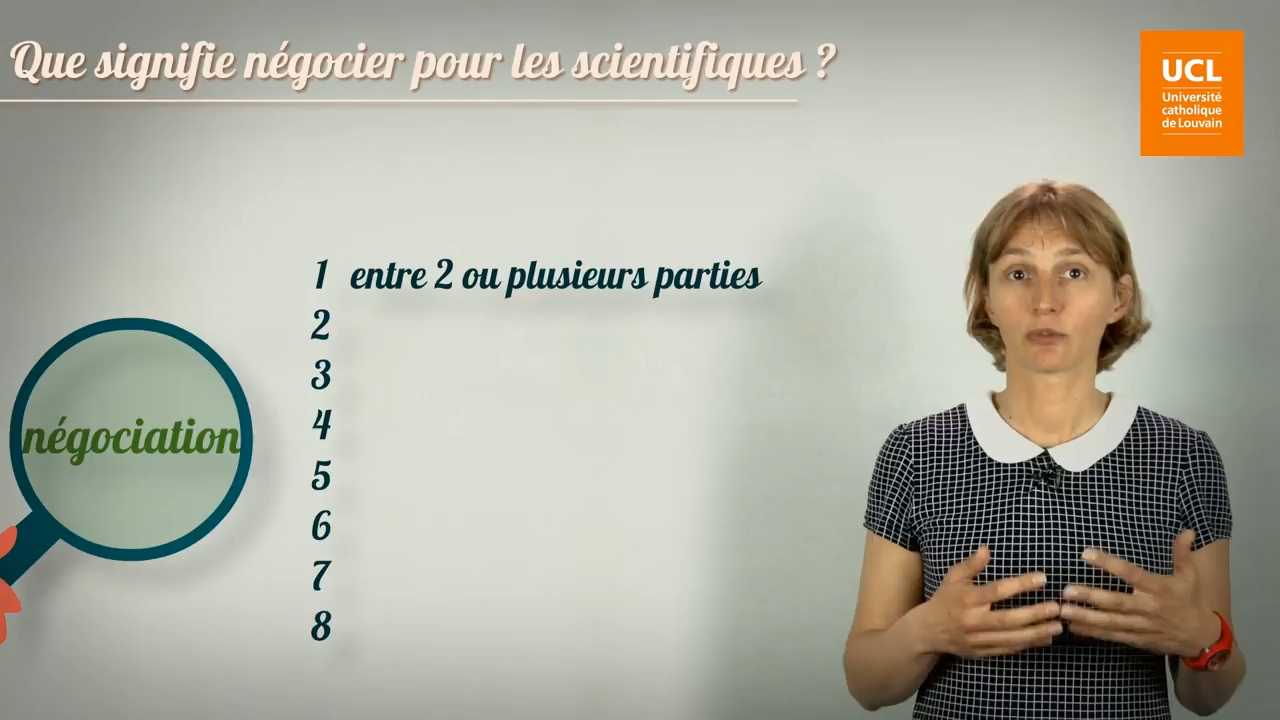 Que signifie négocier pour les scientifiques ?
UCL
Université
catholique
de Louvain
1 entre 2 ou plusieurs parties
2
3
4
5
6
7
8
négociation